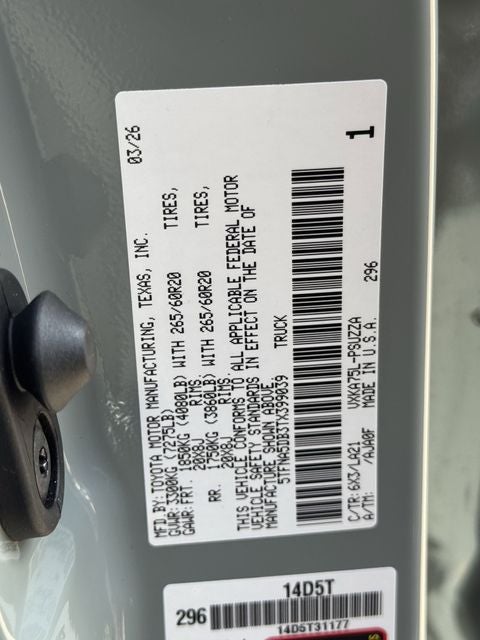 MFD.BY:TOYOTA MOTOR MANUFACTURING, TEXAS, INC. 03/26
GVWR: 3300KG (7275LB)
GAWR: FRT. 1850KG (4080LB) WITH 265/60R20 TIRES,
20X8J RIMS.
RR. 1750KG (3860LB) WITH 265/60R20 TIRES,
20X8J RIMS.
THIS VEHICLE CONFORMS TO ALL APPLICABLE FEDERAL MOTOR
VEHICLE SAFETY STANDARDS IN EFFECT ON THE DATE OF
MANUFACTURE SHOWN ABOVE.
5TFNA5DB3TX399039 TRUCK
1
C/TR: 6X3/LA21 VXKA75L-PSUZZA 296
A/TM: /AJA0F MADE IN U.S.A.
14D5T
296
14D5T31177